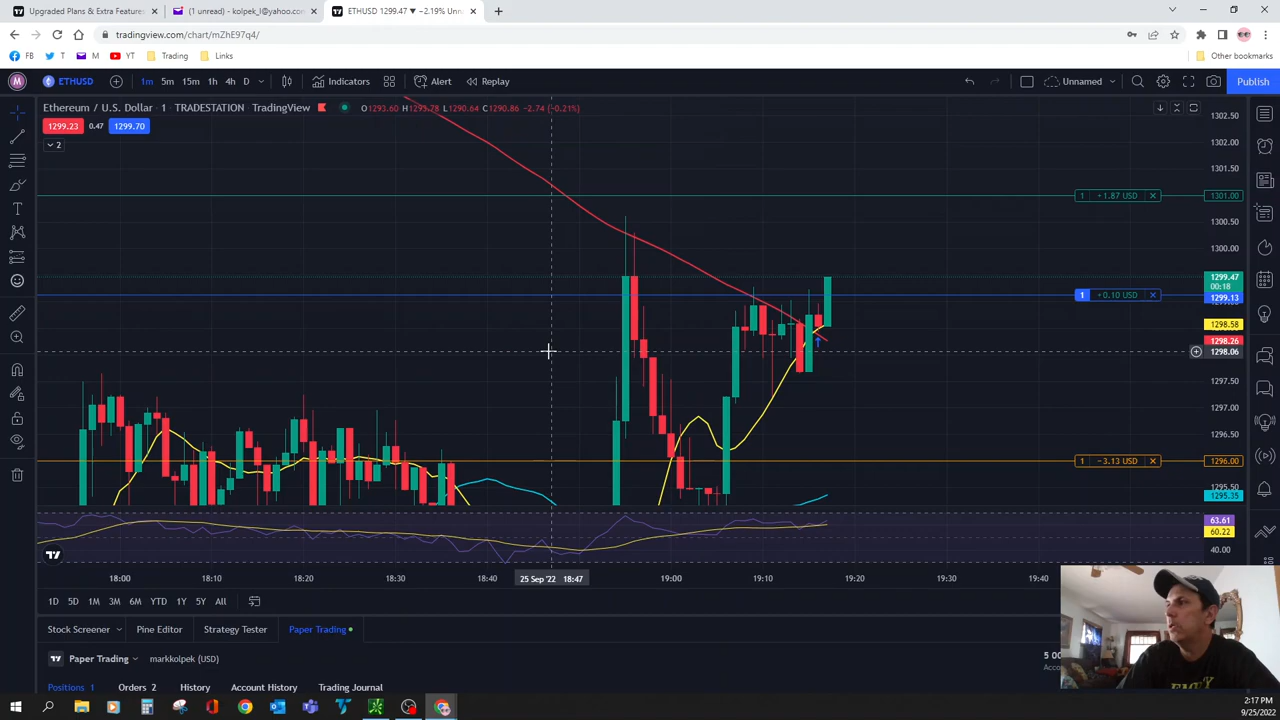 Upgraded Plans & Extra Features
(1 unread) - kolpek_l@yahoo.con
ETHUSD 1299.47 ▼ −2.19% Unn
tradingview.com/chart/mZhE97q4/
FB
T
M
YT
Trading
Links
Other bookmarks
M
ETHUSD
1m 5m 15m 1h 4h D
Indicators
Alert
Replay
Unnamed
Publish
Ethereum / U.S. Dollar · 1 · TRADESTATION · TradingView
O1293.60 H1293.78 L1290.64 C1290.86 −2.74 (−0.21%)
1299.23 0.47 1299.70
2
1302.50
1302.00
1301.50
1 +1.87 USD
1301.00
1300.50
1300.00
1299.47
00:18
1 +0.10 USD
1299.13
1298.58
1298.26
1298.06
1297.50
1297.00
1296.50
1 −3.13 USD
1296.00
1295.50
1295.35
63.61
60.22
40.00
18:00 18:10 18:20 18:30 18:40 25 Sep '22 18:47 19:00 19:10 19:20 19:30 19:40
1D 5D 1M 3M 6M YTD 1Y 5Y All
Stock Screener Pine Editor Strategy Tester Paper Trading
Paper Trading markkolpek (USD)
5 00
Acco
Positions 1 Orders 2 History Account History Trading Journal
2:17 PM
9/25/2022